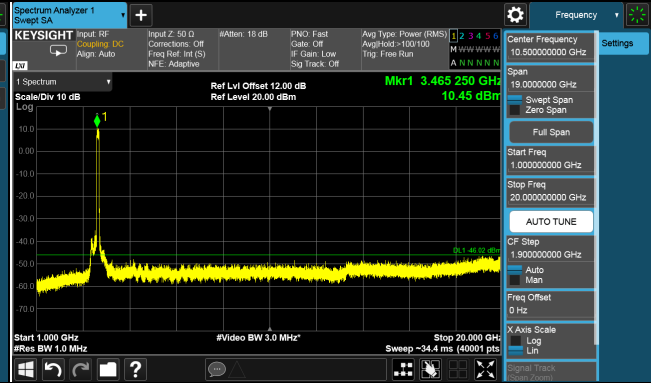 Spectrum Analyzer 1
Swept SA
Frequency
KEYSIGHT
Input: RF
Coupling: DC
Align: Auto
Input Z: 50 Ω
Corrections: Off
Freq Ref: Int (S)
NFE: Adaptive
#Atten: 18 dB
PNO: Fast
Gate: Off
IF Gain: Low
Sig Track: Off
Avg Type: Power (RMS)
Avg|Hold:>100/100
Trig: Free Run
1 2 3 4 5 6
M W W W W W
A N N N N N
LXI
Settings
1 Spectrum
Scale/Div 10 dB
Ref Lvl Offset 12.00 dB
Ref Level 20.00 dBm
Mkr1 3.465 250 GHz
10.45 dBm
Log
1
10.0
0.00
-10.0
-20.0
-30.0
-40.0
-50.0
-60.0
-70.0
DL1 -46.02 dBm
Start 1.000 GHz
#Res BW 1.0 MHz
#Video BW 3.0 MHz*
Stop 20.000 GHz
Sweep ~34.4 ms (40001 pts)
Center Frequency
10.500000000 GHz
Span
19.0000000 GHz
Swept Span
Zero Span
Full Span
Start Freq
1.000000000 GHz
Stop Freq
20.000000000 GHz
AUTO TUNE
CF Step
1.900000000 GHz
Auto
Man
Freq Offset
0 Hz
X Axis Scale
Log
Lin
Signal Track
(Span Zoom)
?